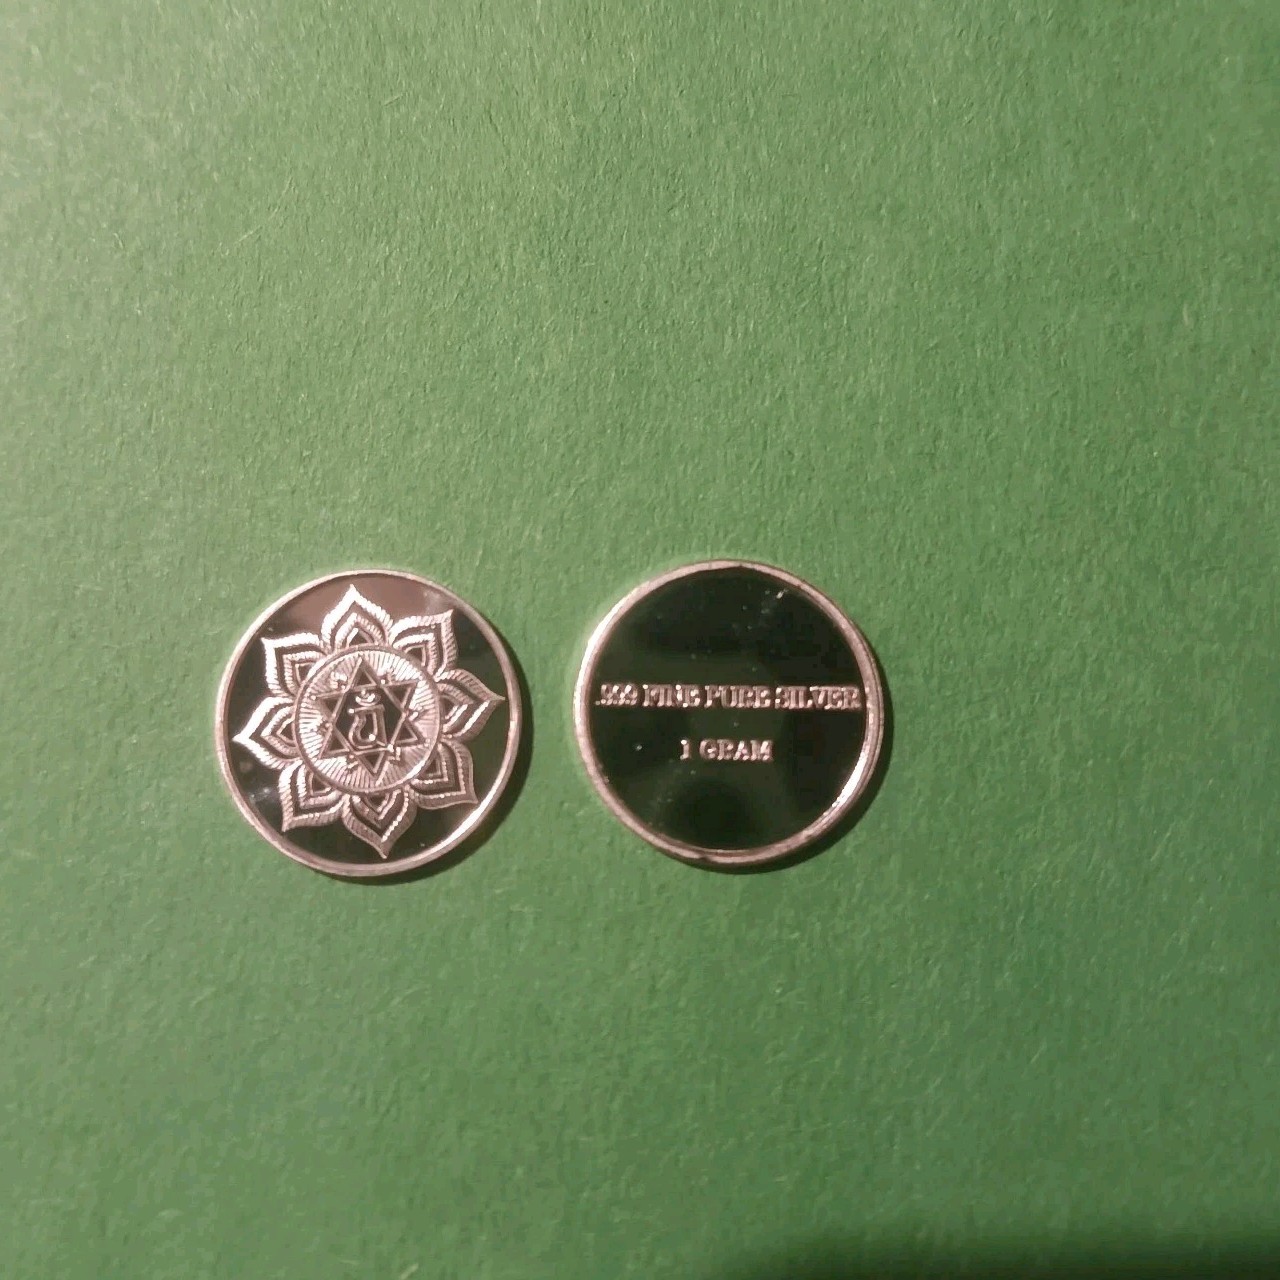 .999 FINE PURE SILVER
1 GRAM